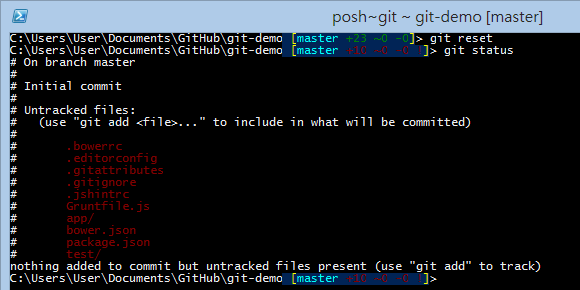 posh~git ~ git-demo [master]
C:\Users\User\Documents\GitHub\git-demo [master +23 ~0 -0]> git reset
C:\Users\User\Documents\GitHub\git-demo [master +10 ~0 -0 !]> git status
# On branch master
#
# Initial commit
#
# Untracked files:
#   (use "git add <file>..." to include in what will be committed)
#
#       .bowerrc
#       .editorconfig
#       .gitattributes
#       .gitignore
#       .jshintrc
#       Gruntfile.js
#       app/
#       bower.json
#       package.json
#       test/
nothing added to commit but untracked files present (use "git add" to track)
C:\Users\User\Documents\GitHub\git-demo [master +10 ~0 -0 !]>